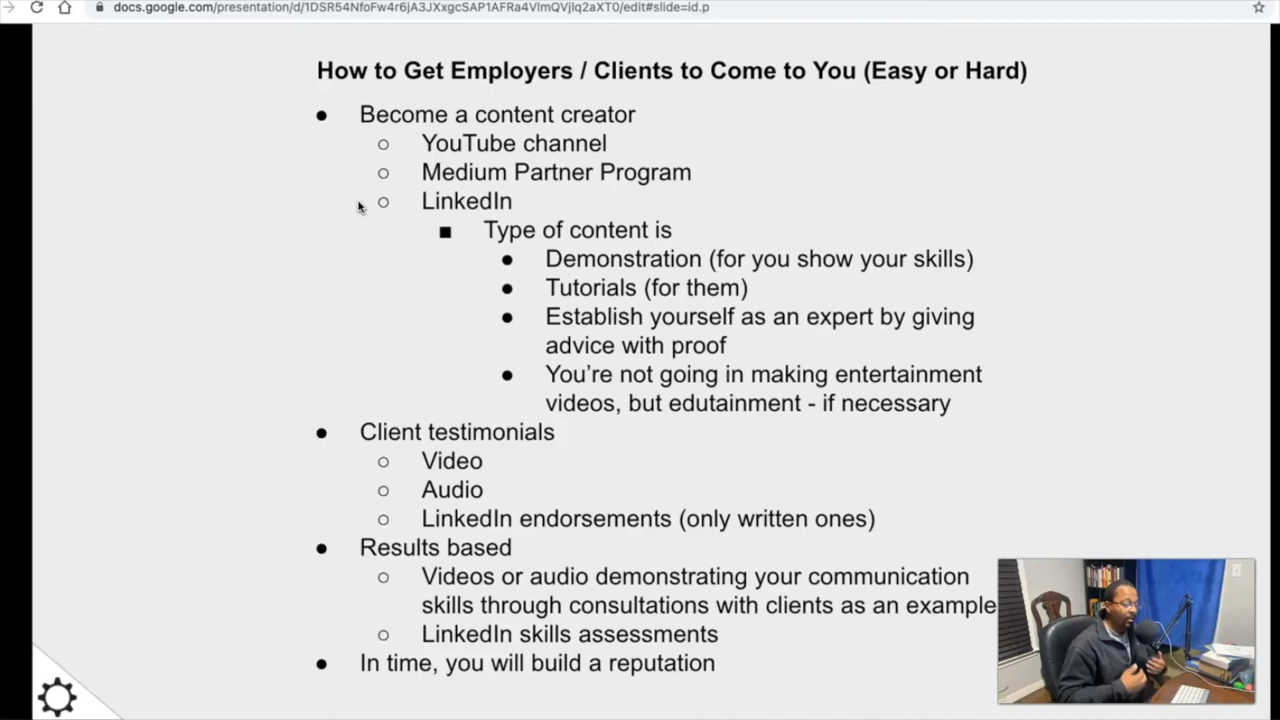 docs.google.com/presentation/d/1DSR54NfoFw4r6jA3JXxgcSAP1AFRa4VlmQVjlq2aXT0/edit#slide=id.p
How to Get Employers / Clients to Come to You (Easy or Hard)
● Become a content creator
○ YouTube channel
○ Medium Partner Program
○ LinkedIn
■ Type of content is
● Demonstration (for you show your skills)
● Tutorials (for them)
● Establish yourself as an expert by giving
advice with proof
● You’re not going in making entertainment
videos, but edutainment - if necessary
● Client testimonials
○ Video
○ Audio
○ LinkedIn endorsements (only written ones)
● Results based
○ Videos or audio demonstrating your communication
skills through consultations with clients as an example
○ LinkedIn skills assessments
● In time, you will build a reputation